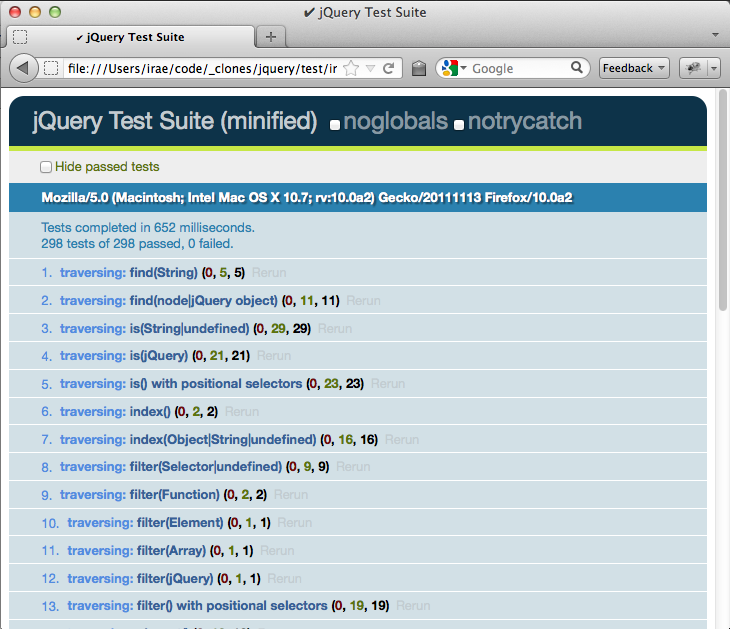 ✔ jQuery Test Suite
✔ jQuery Test Suite
file:///Users/irae/code/_clones/jquery/test/ir
Google
Feedback
jQuery Test Suite (minified) noglobals notrycatch
Hide passed tests
Mozilla/5.0 (Macintosh; Intel Mac OS X 10.7; rv:10.0a2) Gecko/20111113 Firefox/10.0a2
Tests completed in 652 milliseconds.
298 tests of 298 passed, 0 failed.
1. traversing: find(String) (0, 5, 5) Rerun
2. traversing: find(node|jQuery object) (0, 11, 11) Rerun
3. traversing: is(String|undefined) (0, 29, 29) Rerun
4. traversing: is(jQuery) (0, 21, 21) Rerun
5. traversing: is() with positional selectors (0, 23, 23) Rerun
6. traversing: index() (0, 2, 2) Rerun
7. traversing: index(Object|String|undefined) (0, 16, 16) Rerun
8. traversing: filter(Selector|undefined) (0, 9, 9) Rerun
9. traversing: filter(Function) (0, 2, 2) Rerun
10. traversing: filter(Element) (0, 1, 1) Rerun
11. traversing: filter(Array) (0, 1, 1) Rerun
12. traversing: filter(jQuery) (0, 1, 1) Rerun
13. traversing: filter() with positional selectors (0, 19, 19) Rerun